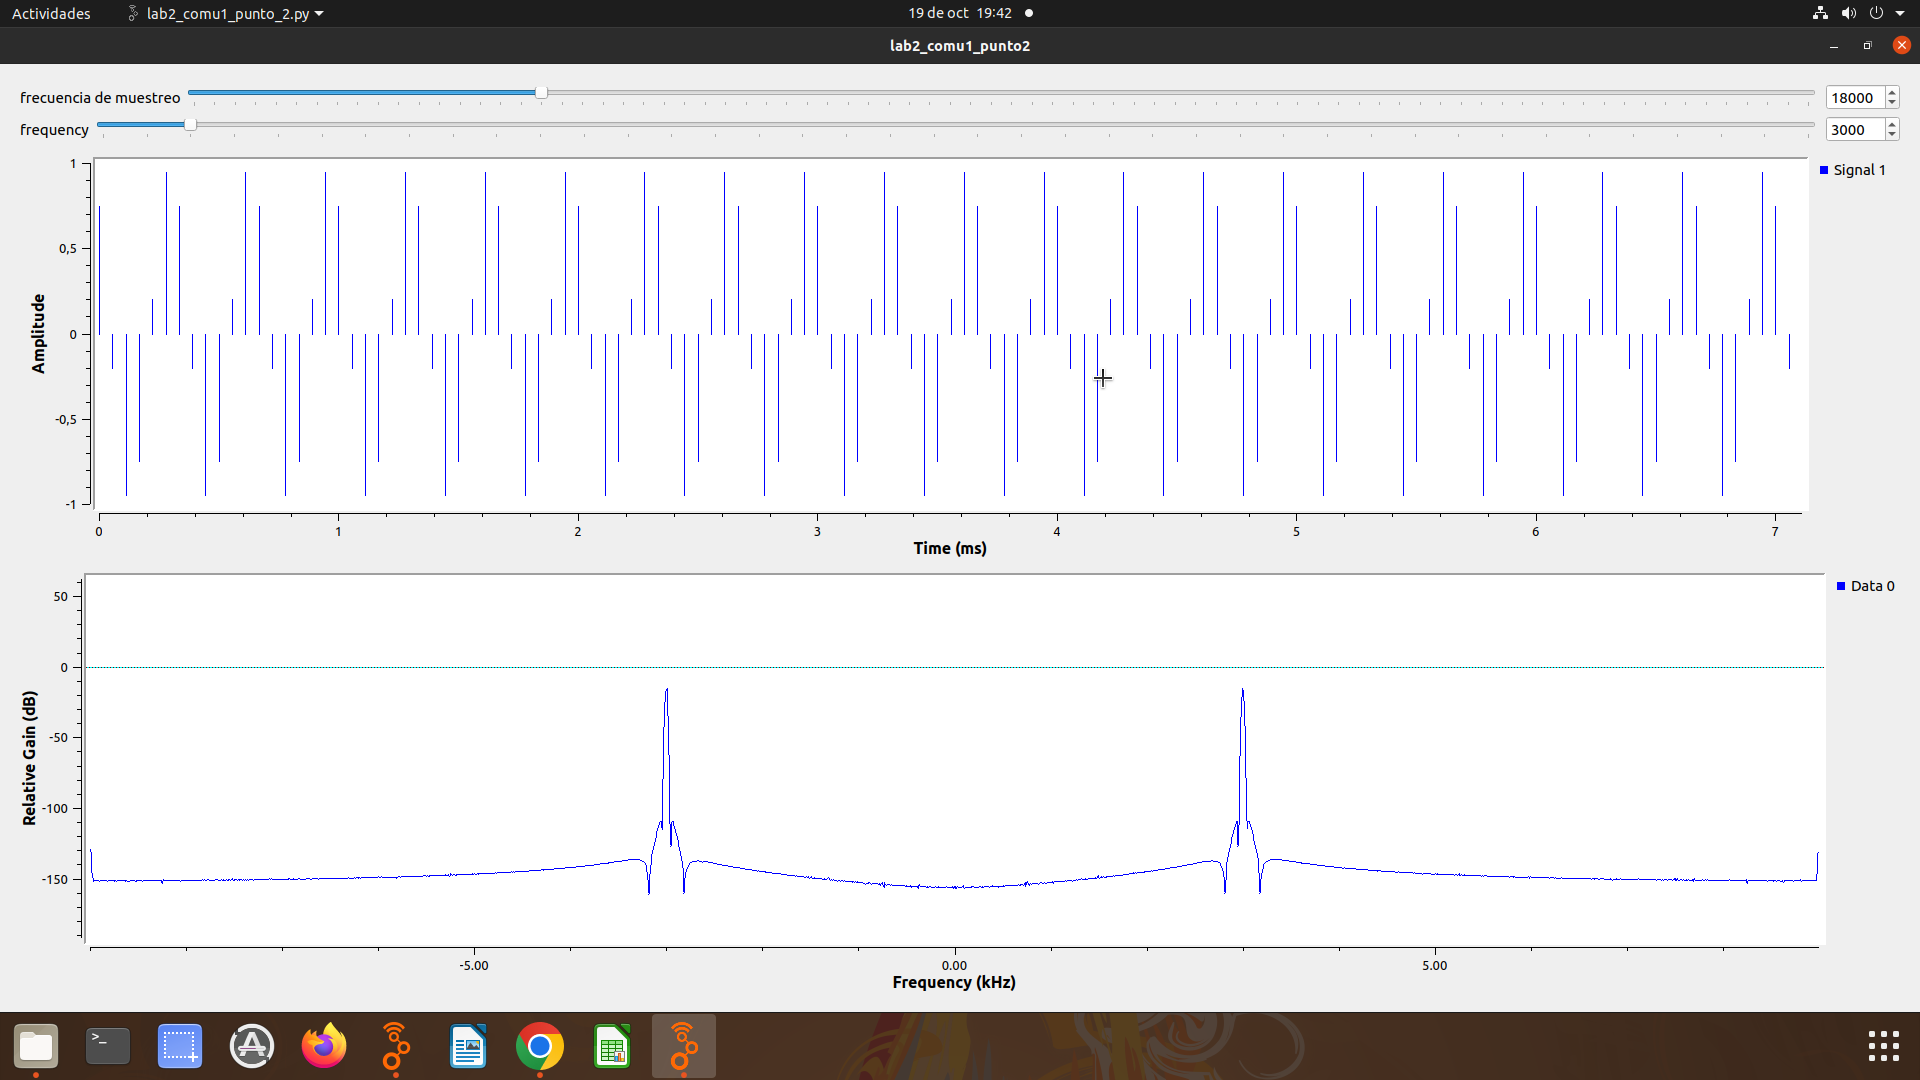 Actividades
lab2_comu1_punto_2.py
19 de oct 19:42
lab2_comu1_punto2
frecuencia de muestreo
18000
frequency
3000
1
0,5
0
-0,5
-1
Amplitude
Signal 1
0 1 2 3 4 5 6 7
Time (ms)
50
0
-50
-100
-150
Relative Gain (dB)
Data 0
-5.00 0.00 5.00
Frequency (kHz)
>_